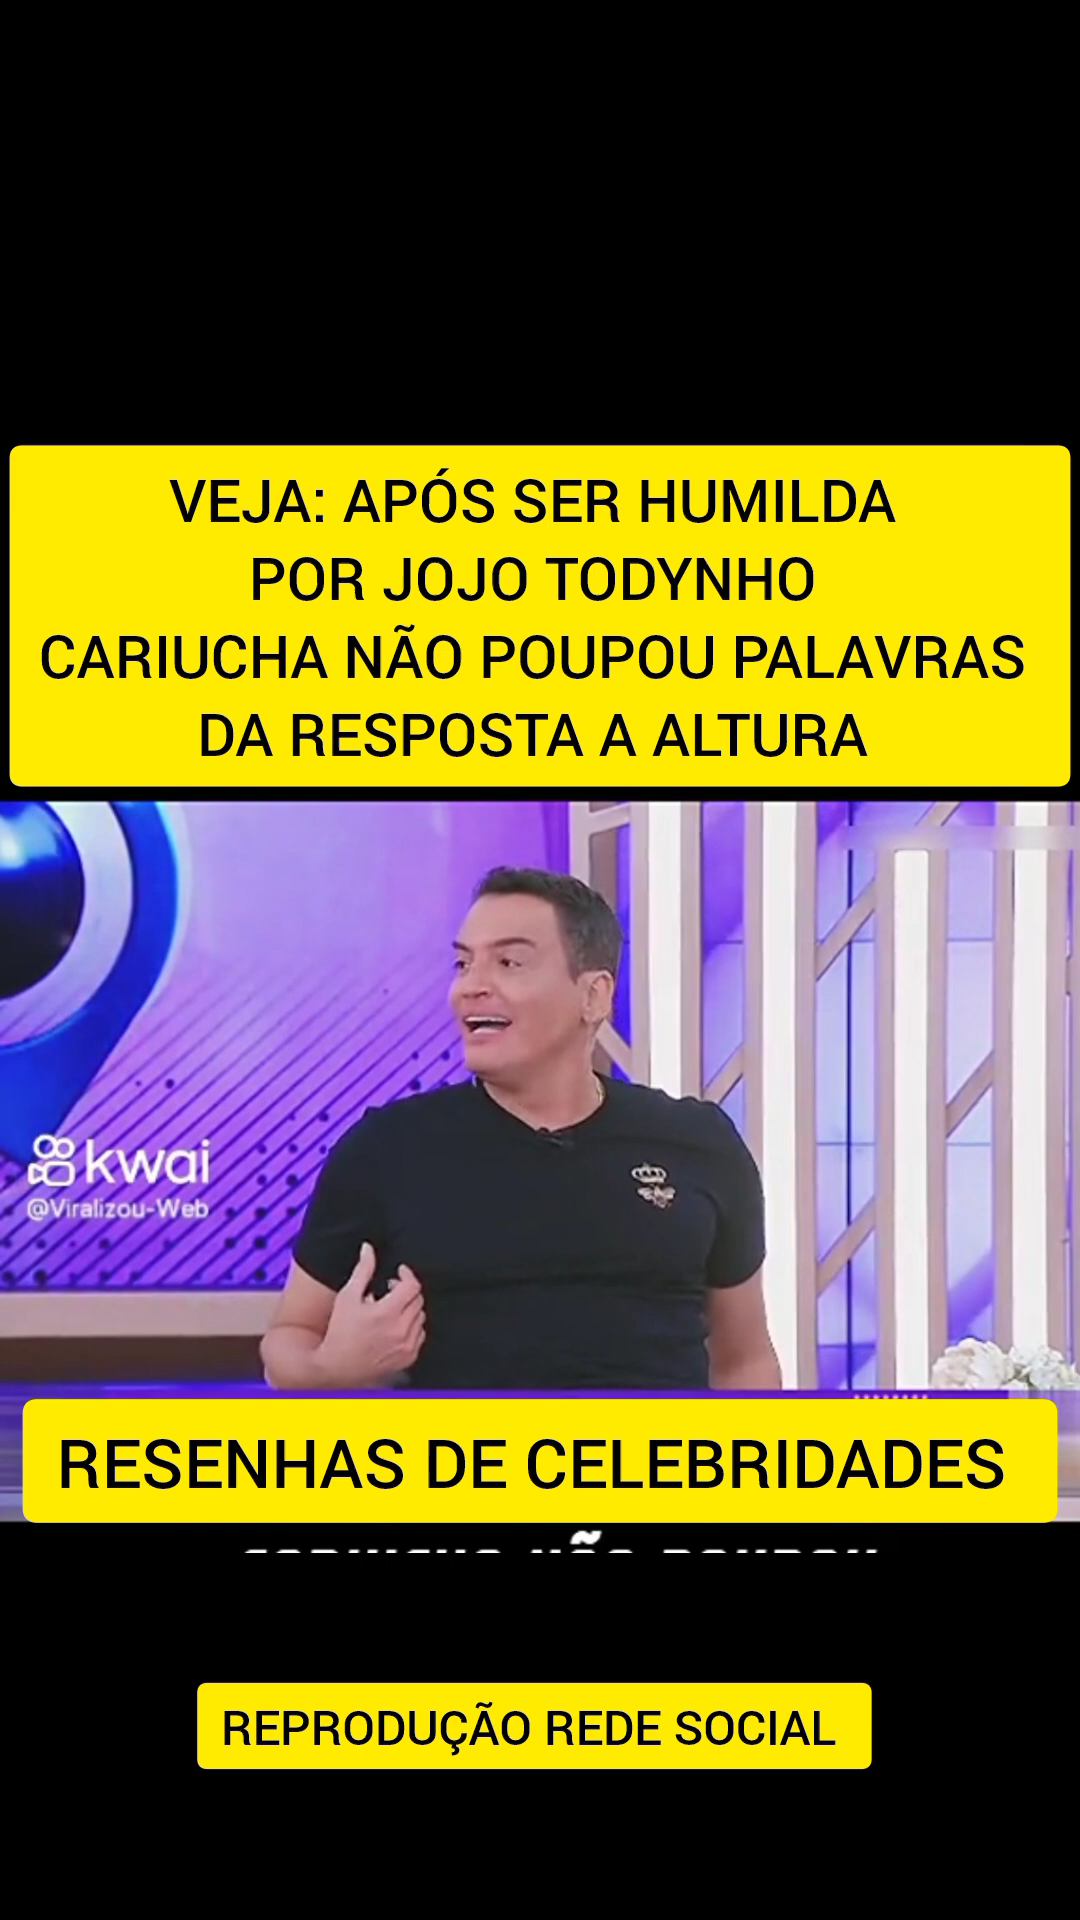 VEJA: APÓS SER HUMILDA
POR JOJO TODYNHO
CARIUCHA NÃO POUPOU PALAVRAS
DA RESPOSTA A ALTURA
kwai
@Viralizou-Web
RESENHAS DE CELEBRIDADES
REPRODUÇÃO REDE SOCIAL